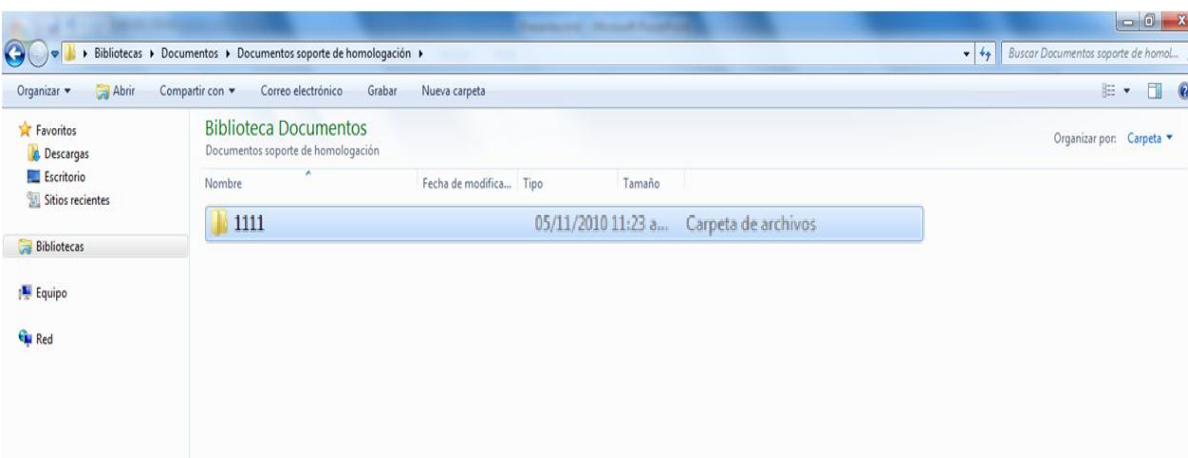 Bibliotecas Documentos Documentos soporte de homologación
Buscar Documentos soporte de homol...
Organizar Abrir Compartir con Correo electrónico Grabar Nueva carpeta
Favoritos
Descargas
Escritorio
Sitios recientes
Bibliotecas
Equipo
Red
Biblioteca Documentos
Documentos soporte de homologación
Organizar por: Carpeta
Nombre Fecha de modifica... Tipo Tamaño
1111 05/11/2010 11:23 a... Carpeta de archivos